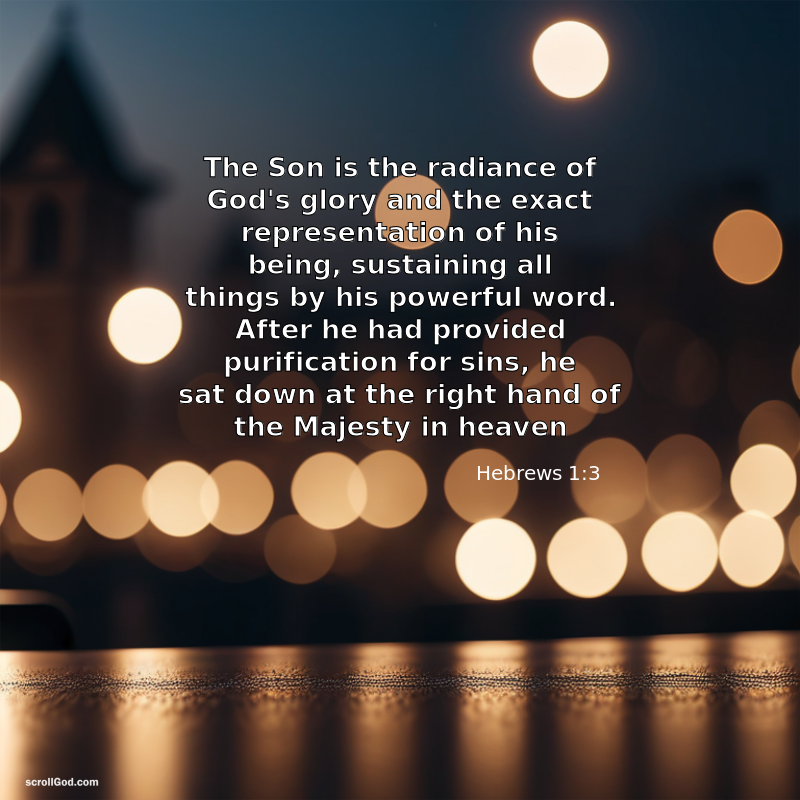 The Son is the radiance of
God's glory and the exact
representation of his
being, sustaining all
things by his powerful word.
After he had provided
purification for sins, he
sat down at the right hand of
the Majesty in heaven
Hebrews 1:3
scrollGod.com